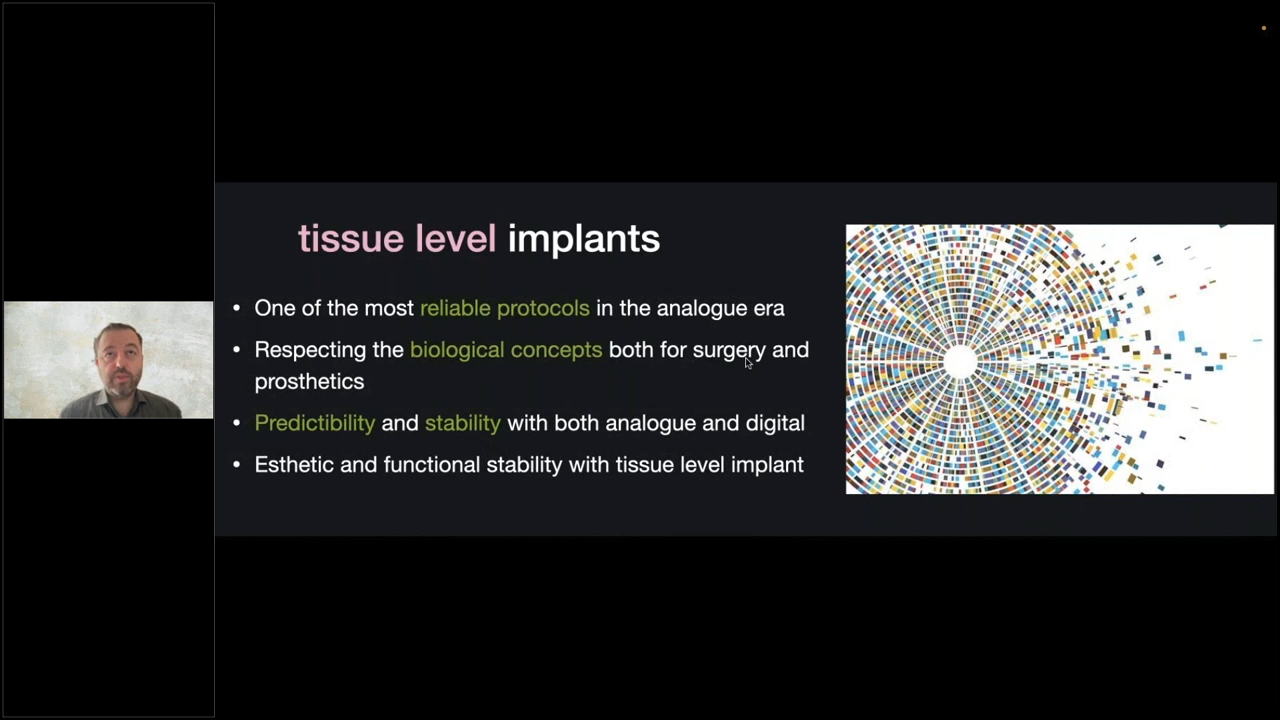 tissue level implants
• One of the most reliable protocols in the analogue era
• Respecting the biological concepts both for surgery and
prosthetics
• Predictibility and stability with both analogue and digital
• Esthetic and functional stability with tissue level implant